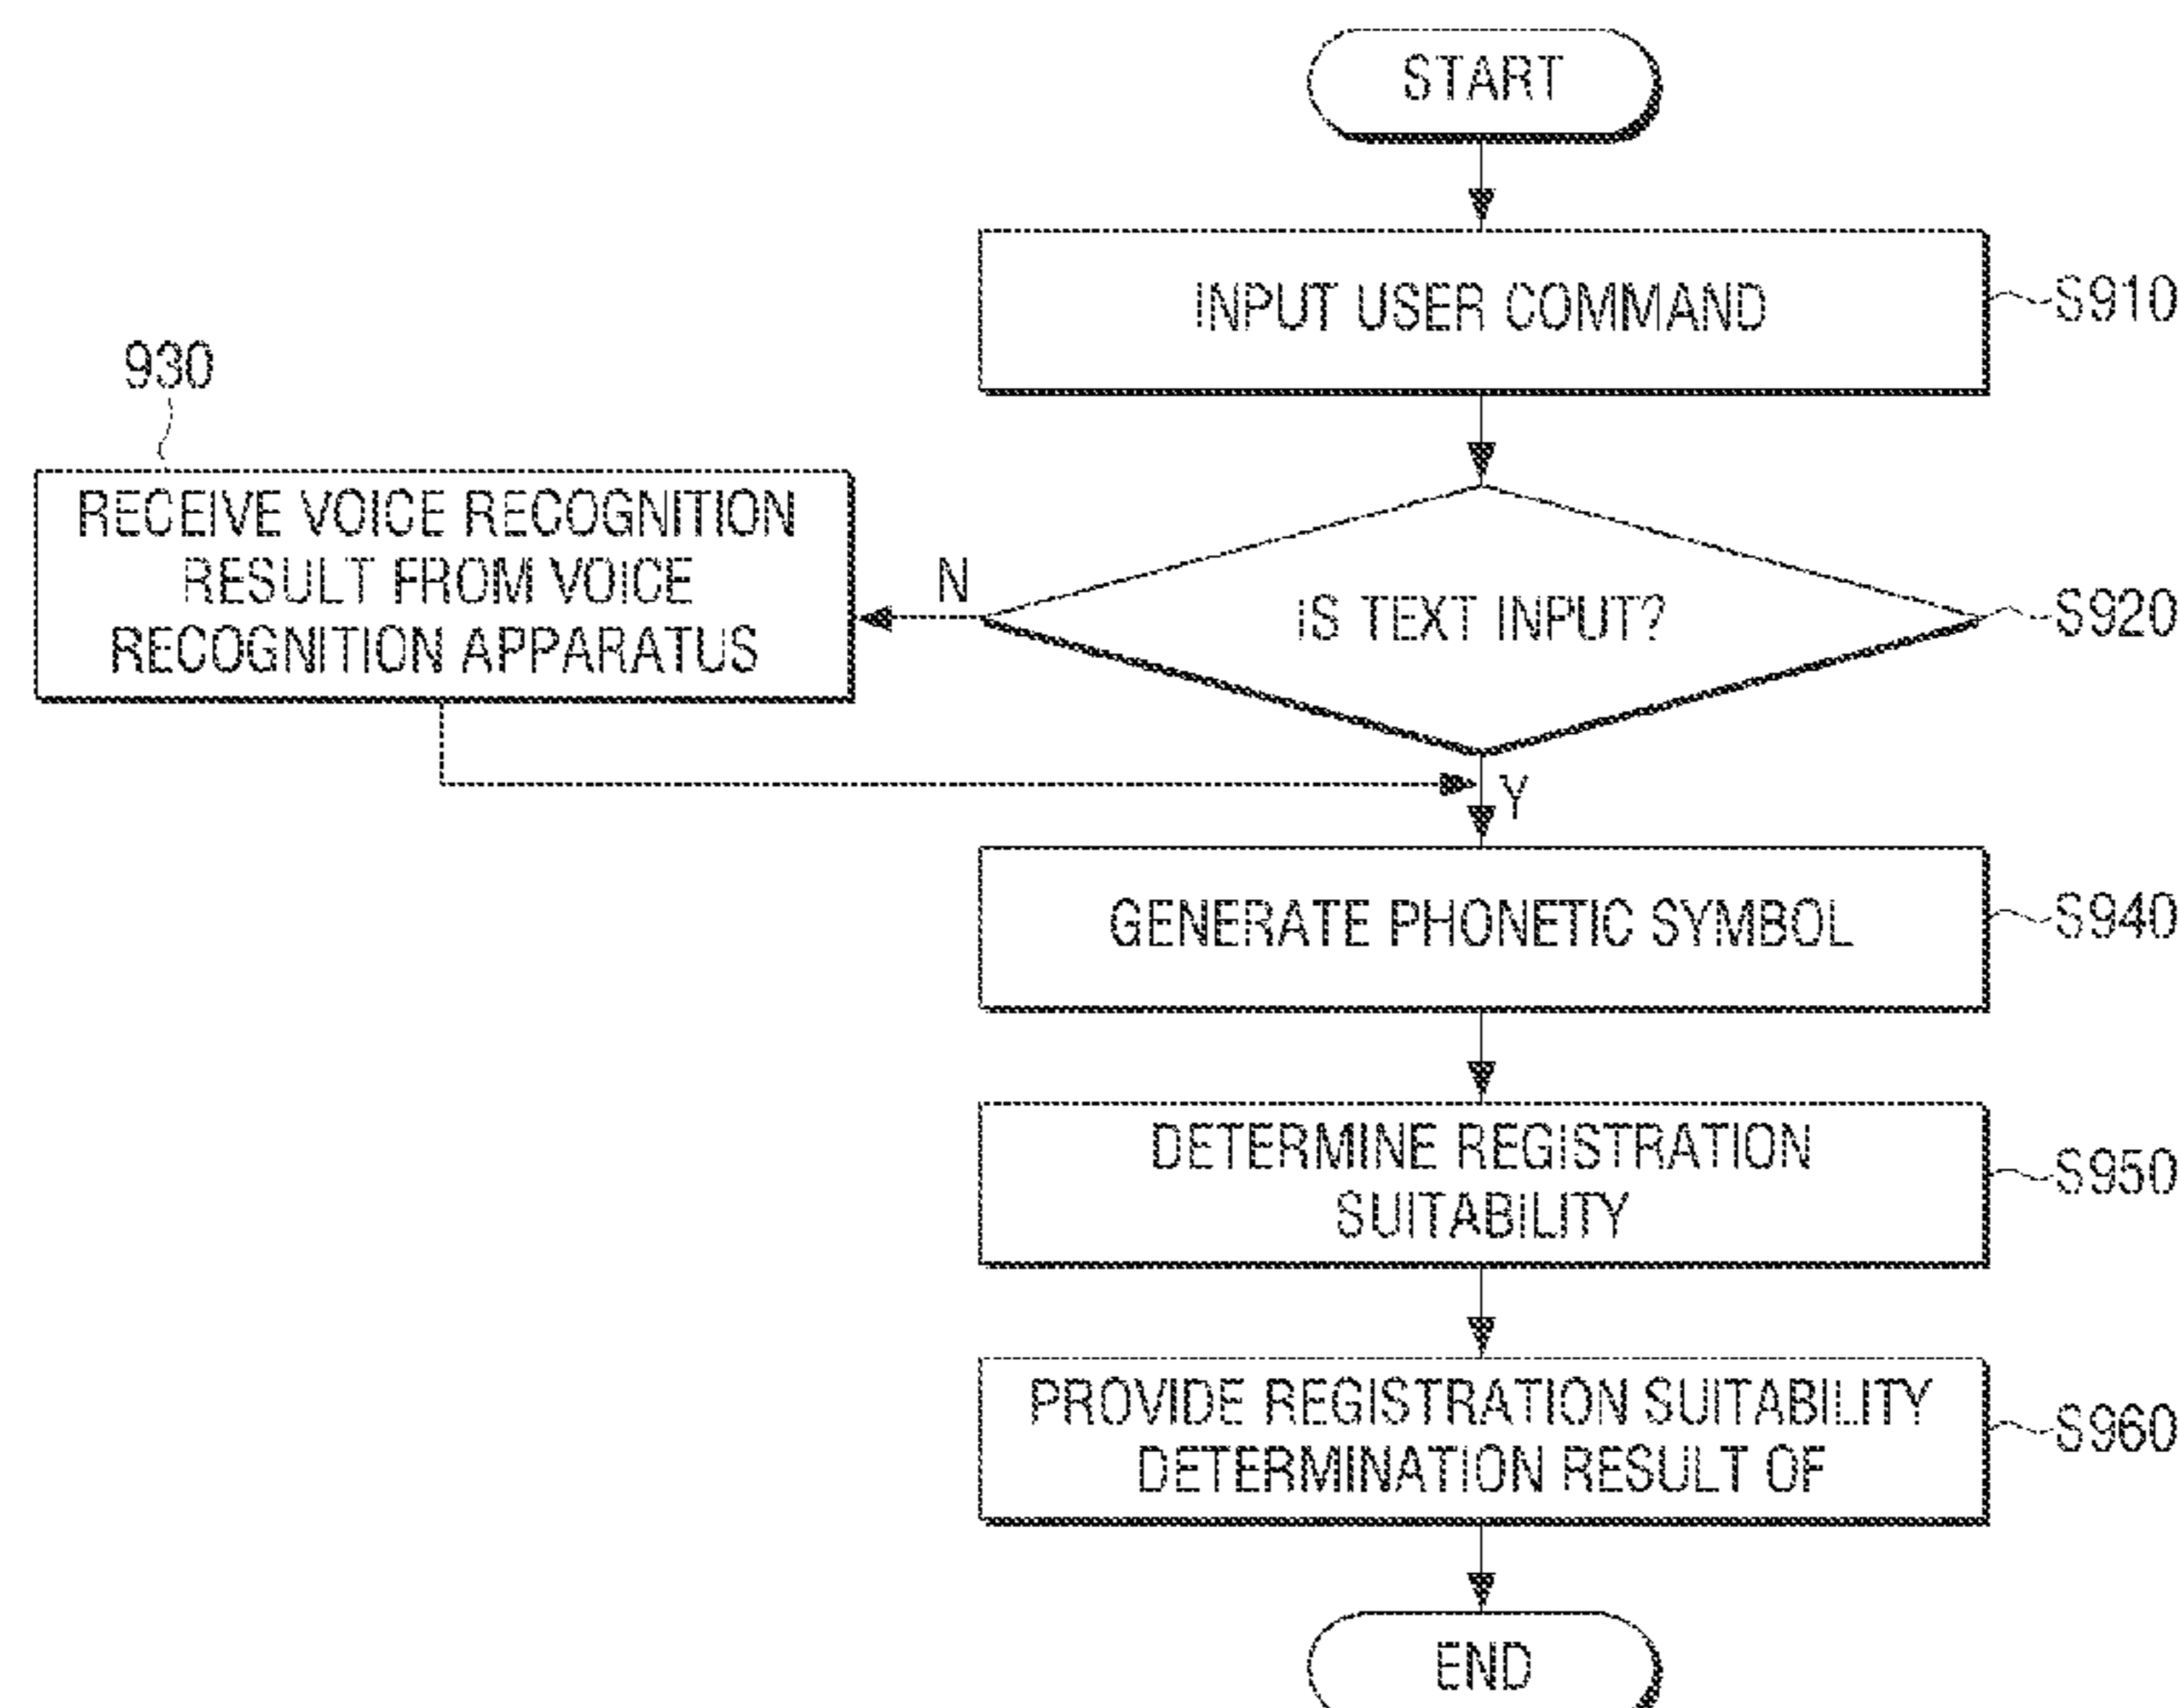 START
INPUT USER COMMAND
S910
930
RECEIVE VOICE RECOGNITION
RESULT FROM VOICE
RECOGNITION APPARATUS
N
IS TEXT INPUT?
S920
Y
GENERATE PHONETIC SYMBOL
S940
DETERMINE REGISTRATION
SUITABILITY
S950
PROVIDE REGISTRATION SUITABILITY
DETERMINATION RESULT OF
S960
END